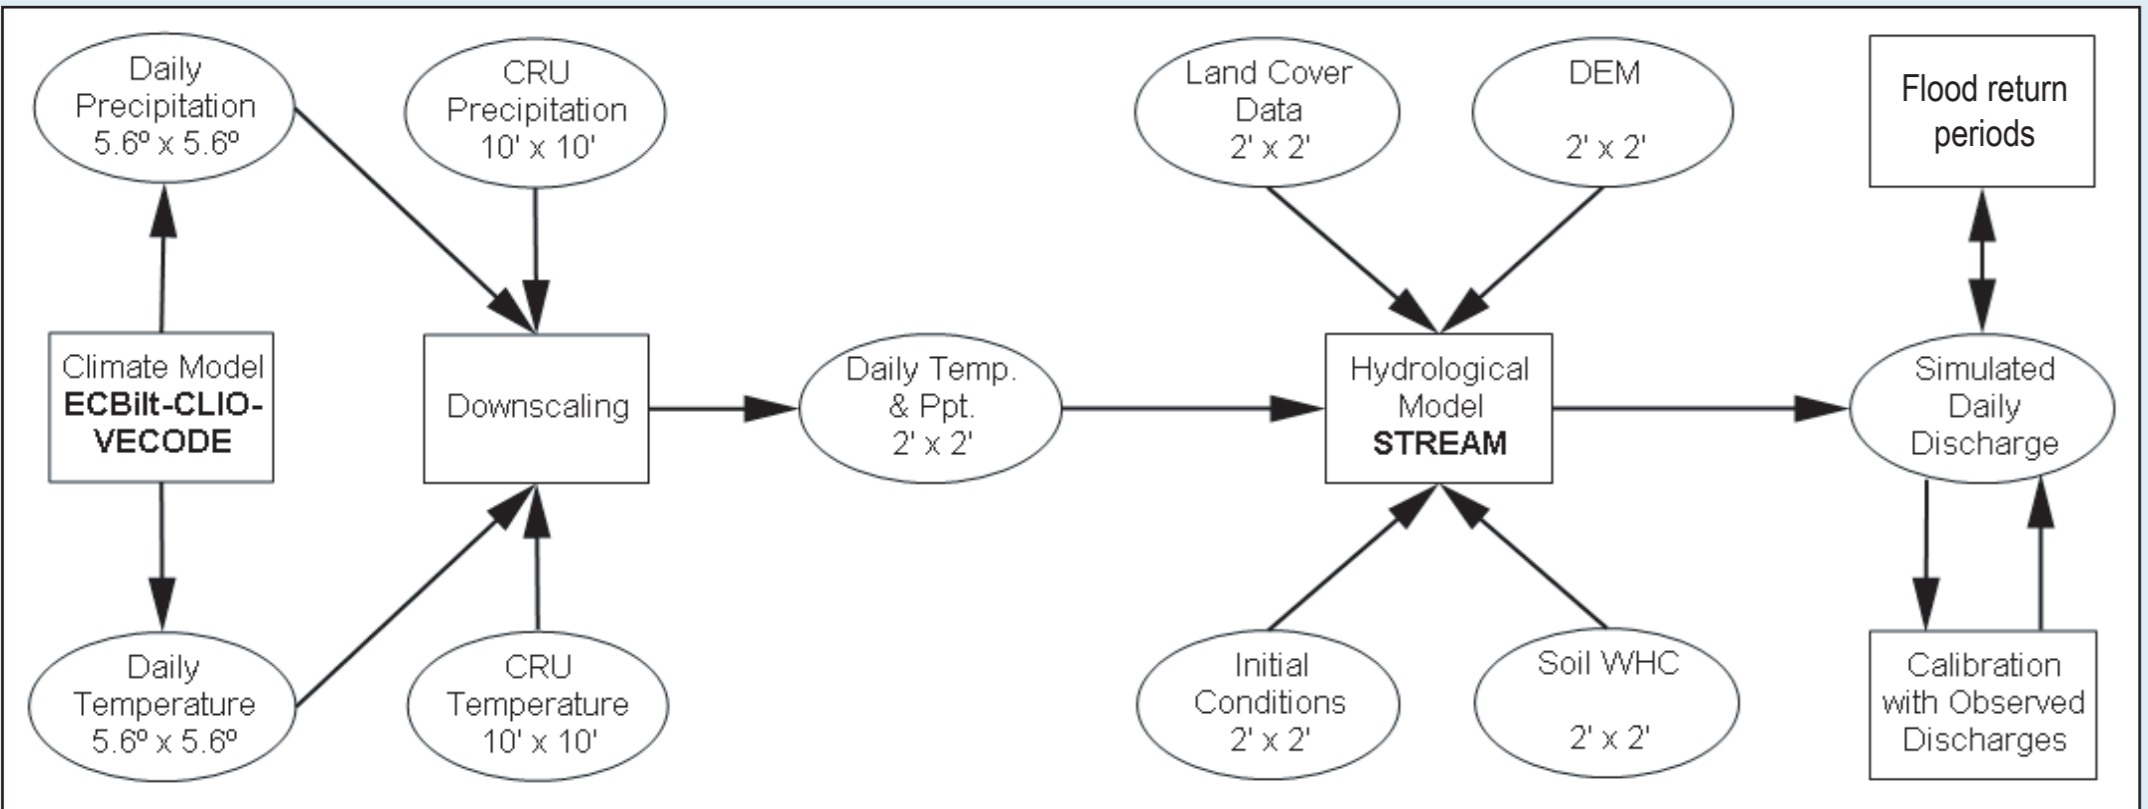 Daily
Precipitation
5.6º x 5.6º
CRU
Precipitation
10' x 10'
Land Cover
Data
2' x 2'
DEM
2' x 2'
Flood return
periods
Climate Model
ECBilt-CLIO-
VECODE
Downscaling
Daily Temp.
& Ppt.
2' x 2'
Hydrological
Model
STREAM
Simulated
Daily
Discharge
Daily
Temperature
5.6º x 5.6º
CRU
Temperature
10' x 10'
Initial
Conditions
2' x 2'
Soil WHC
2' x 2'
Calibration
with Observed
Discharges